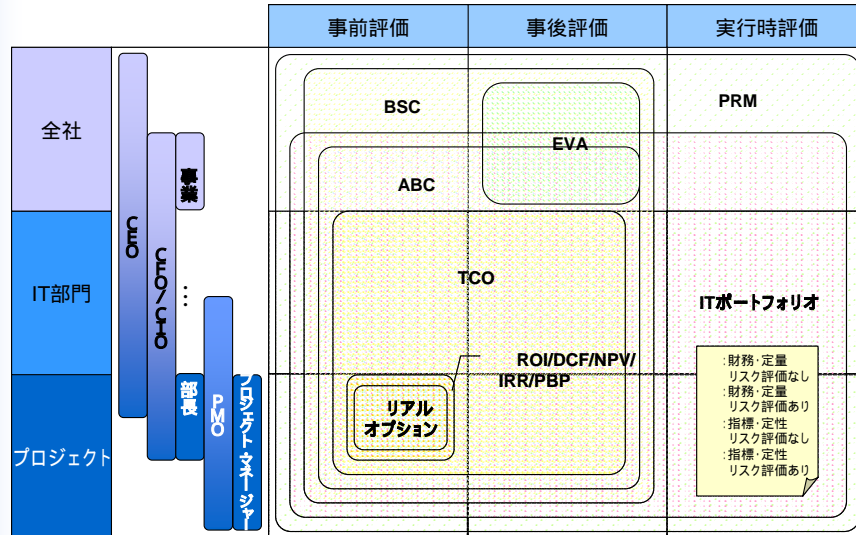 事前評価
事後評価
実行時評価
全社
IT部門
プロジェクト
CEO
CFO/CIO
事業
…
部長
PMO
プロジェクト・マネージャー
BSC
PRM
EVA
ABC
TCO
ITポートフォリオ
ROI/DCF/NPV/
IRR/PBP
リアル
オプション
:財務・定量
リスク評価なし
:財務・定量
リスク評価あり
:指標・定性
リスク評価なし
:指標・定性
リスク評価あり